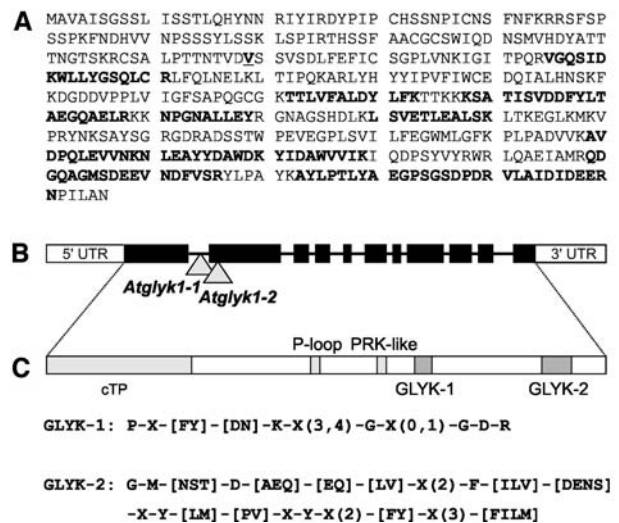 A
MAVAISGSSL ISSTLQHYNN RIYIRDYPIP CHSSNPICNS FNFKRRSFSP
SSPKFNDHVV NPSSSYLSSK LSPIRTHSSF AACGCSWIQD NSMVHDYATT
TNGTSKRCSA LPTTNTVDVS SVSDLFEFIC SGPLVNKIGI TPQRVGQSID
KWLLYGSQLC RLFQLNELKL TIPQKARLYH YYIPVFIWCE DQIALHNSKF
KDGDDVPPLV IGFSAPQGCG KTTLVFALDY LFKTTKKKSA TISVDDFYLT
AEGQAELRKK NPGNALLEYR GNAGSHDLKL SVETLEALSK LTKEGLKMKV
PRYNKSAYSG RGDRADSSTW PEVEGPLSVI LFEGWMLGFK PLPADVVKAV
DPQLEVVNKN LEAYYDAWDK YIDAWVVIKI QDPSYVYRWR LQAEIAMRQD
GQAGMSDEEV NDFVSRYLPA YKAYLPTLYA EGPSGSDPDR VLAIDIDEER
NPILAN
B
5' UTR 3' UTR
Atglyk1-1
Atglyk1-2
P-loop PRK-like
C
cTP GLYK-1 GLYK-2
GLYK-1: P-X-[FY]-[DN]-K-X(3,4)-G-X(0,1)-G-D-R
GLYK-2: G-M-[NST]-D-[AEQ]-[EQ]-[LV]-X(2)-F-[ILV]-[DENS]
-X-Y-[LM]-[PV]-X-Y-X(2)-[FY]-X(3)-[FILM]